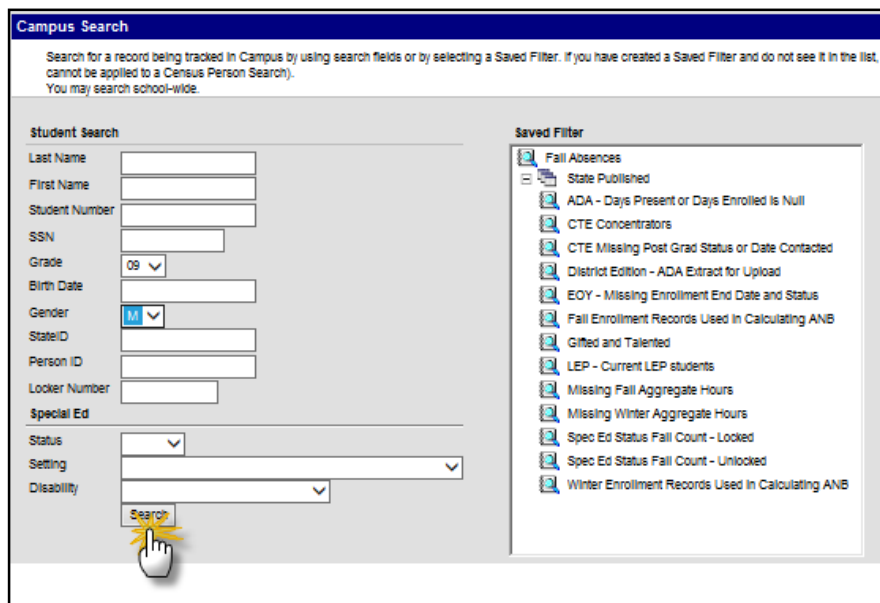 Campus Search
Search for a record being tracked in Campus by using search fields or by selecting a Saved Filter. If you have created a Saved Filter and do not see it in the list,
cannot be applied to a Census Person Search).
You may search school-wide.
Student Search
Last Name
First Name
Student Number
SSN
Grade 09
Birth Date
Gender M
StateID
Person ID
Locker Number
Special Ed
Status
Setting
Disability
Search
Saved Filter
Fall Absences
State Published
ADA - Days Present or Days Enrolled is Null
CTE Concentrators
CTE Missing Post Grad Status or Date Contacted
District Edition - ADA Extract for Upload
EOY - Missing Enrollment End Date and Status
Fall Enrollment Records Used in Calculating ANB
Gifted and Talented
LEP - Current LEP students
Missing Fall Aggregate Hours
Missing Winter Aggregate Hours
Spec Ed Status Fall Count - Locked
Spec Ed Status Fall Count - Unlocked
Winter Enrollment Records Used in Calculating ANB